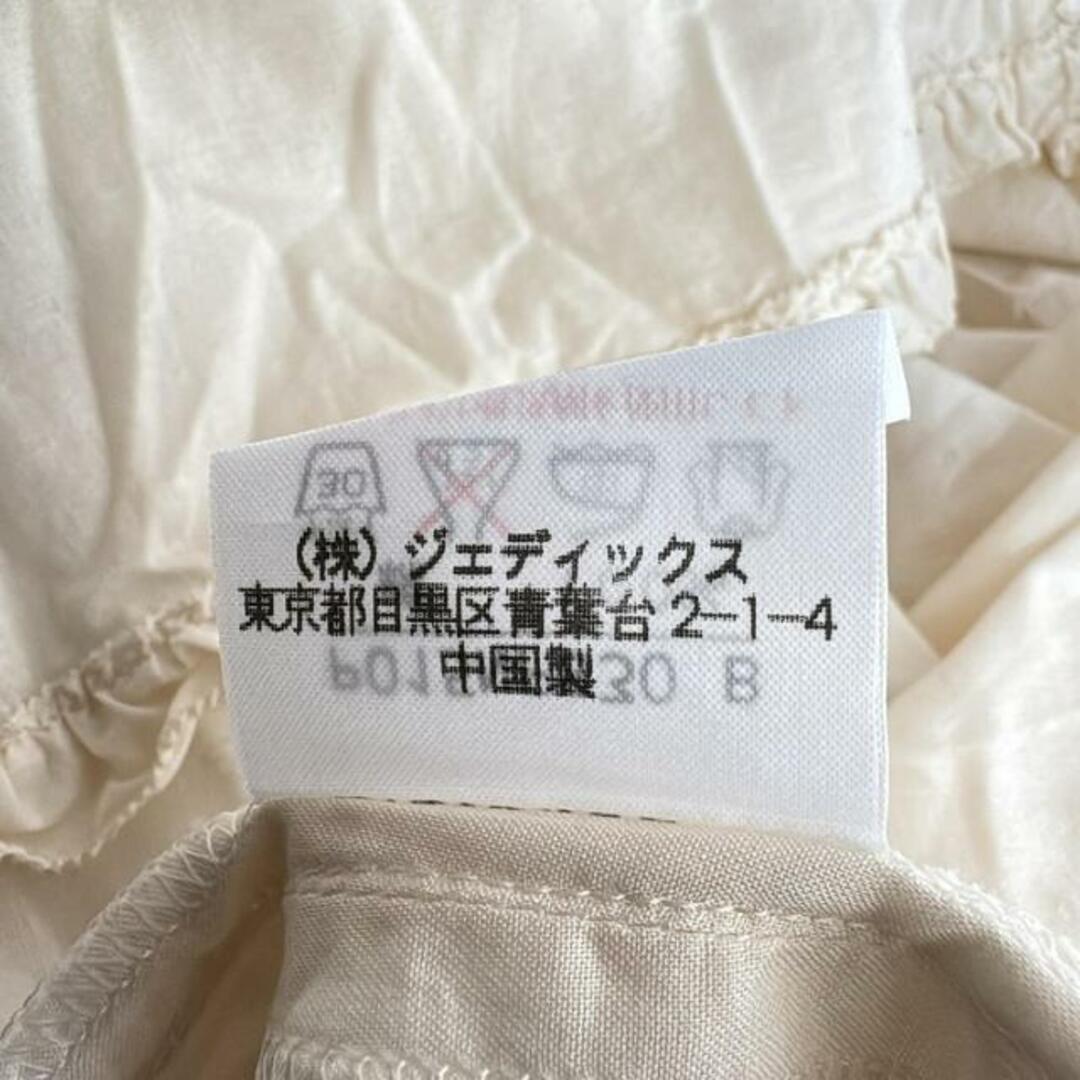 (株) ジェディックス
東京都目黒区青葉台 2-1-4
中国製
30